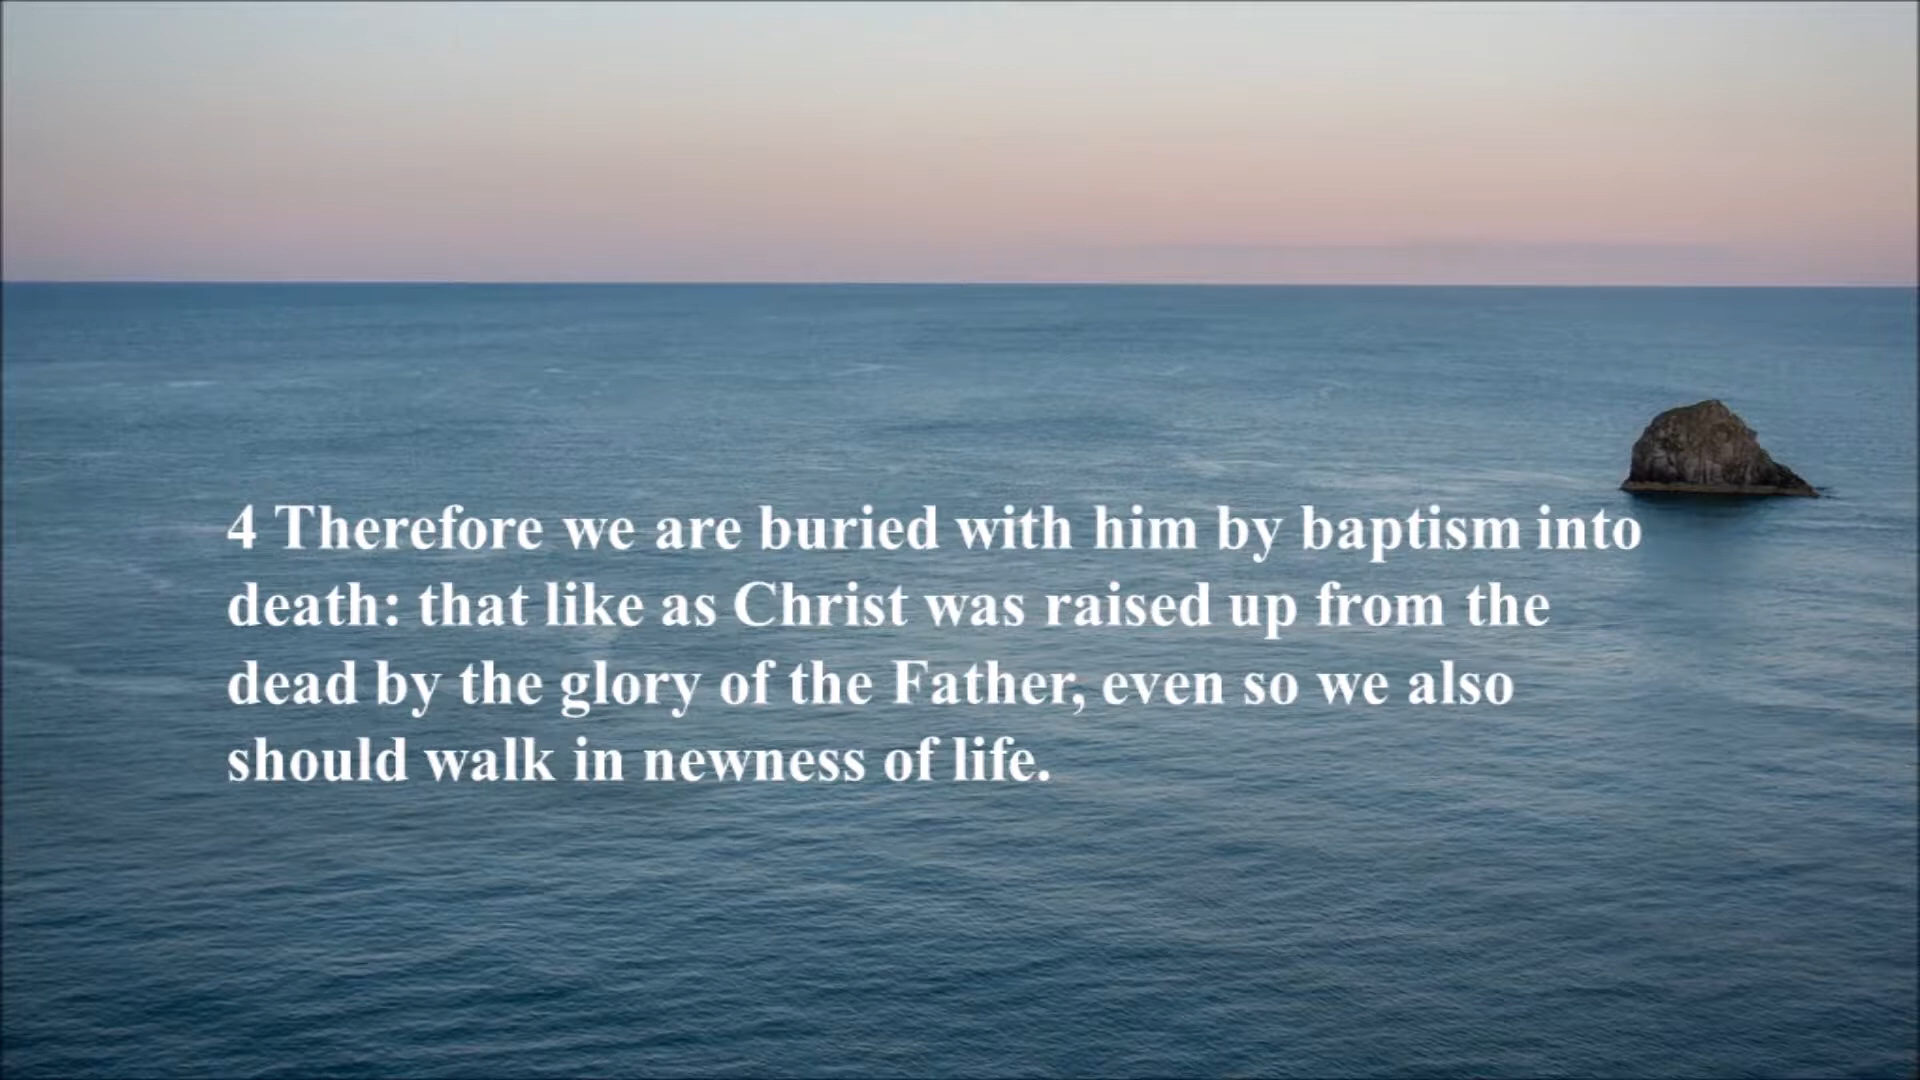 4 Therefore we are buried with him by baptism into
death: that like as Christ was raised up from the
dead by the glory of the Father, even so we also
should walk in newness of life.